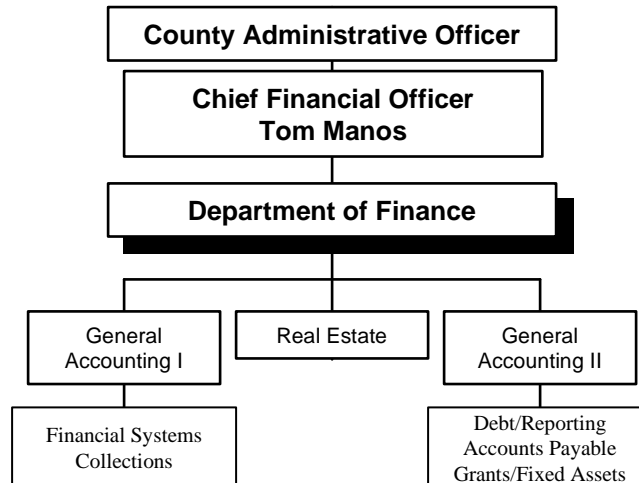 County Administrative Officer
Chief Financial Officer
Tom Manos
Department of Finance
General
Accounting I
Real Estate
General
Accounting II
Financial Systems
Collections
Debt/Reporting
Accounts Payable
Grants/Fixed Assets